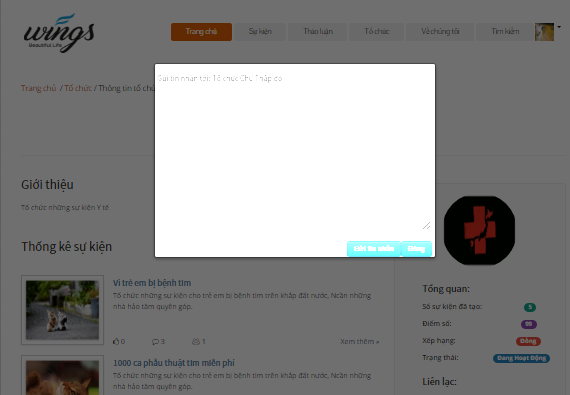 wings
Beautiful Life
Trang chủ Sự kiện Thảo luận Tổ chức Về chúng tôi Tìm kiếm
Gửi tin nhắn tới: Tổ chức Chữ Thập đỏ
Trang chủ / Tổ chức / Thông tin tổ chu
Giới thiệu
Tổ chức những sự kiện Y tế
Gửi tin nhắn Đóng
Thống kê sự kiện
Vì trẻ em bị bệnh tim
Tổ chức những sự kiện cho trẻ em bị bệnh tim trên khắp đất nước, Ngàn những
nhà hảo tâm quyên góp.
0 3 1 Xem thêm »
1000 ca phẫu thuật tim miễn phí
Tổ chức những sự kiện cho trẻ em bị bệnh tim trên khắp đất nước, Ngàn những
nhà hảo tâm quyên góp.
Tổng quan:
Số sự kiện đã tạo: 5
Điểm số:
Xếp hạng: Đồng
Trạng thái: Đang Hoạt Động
Liên lạc: